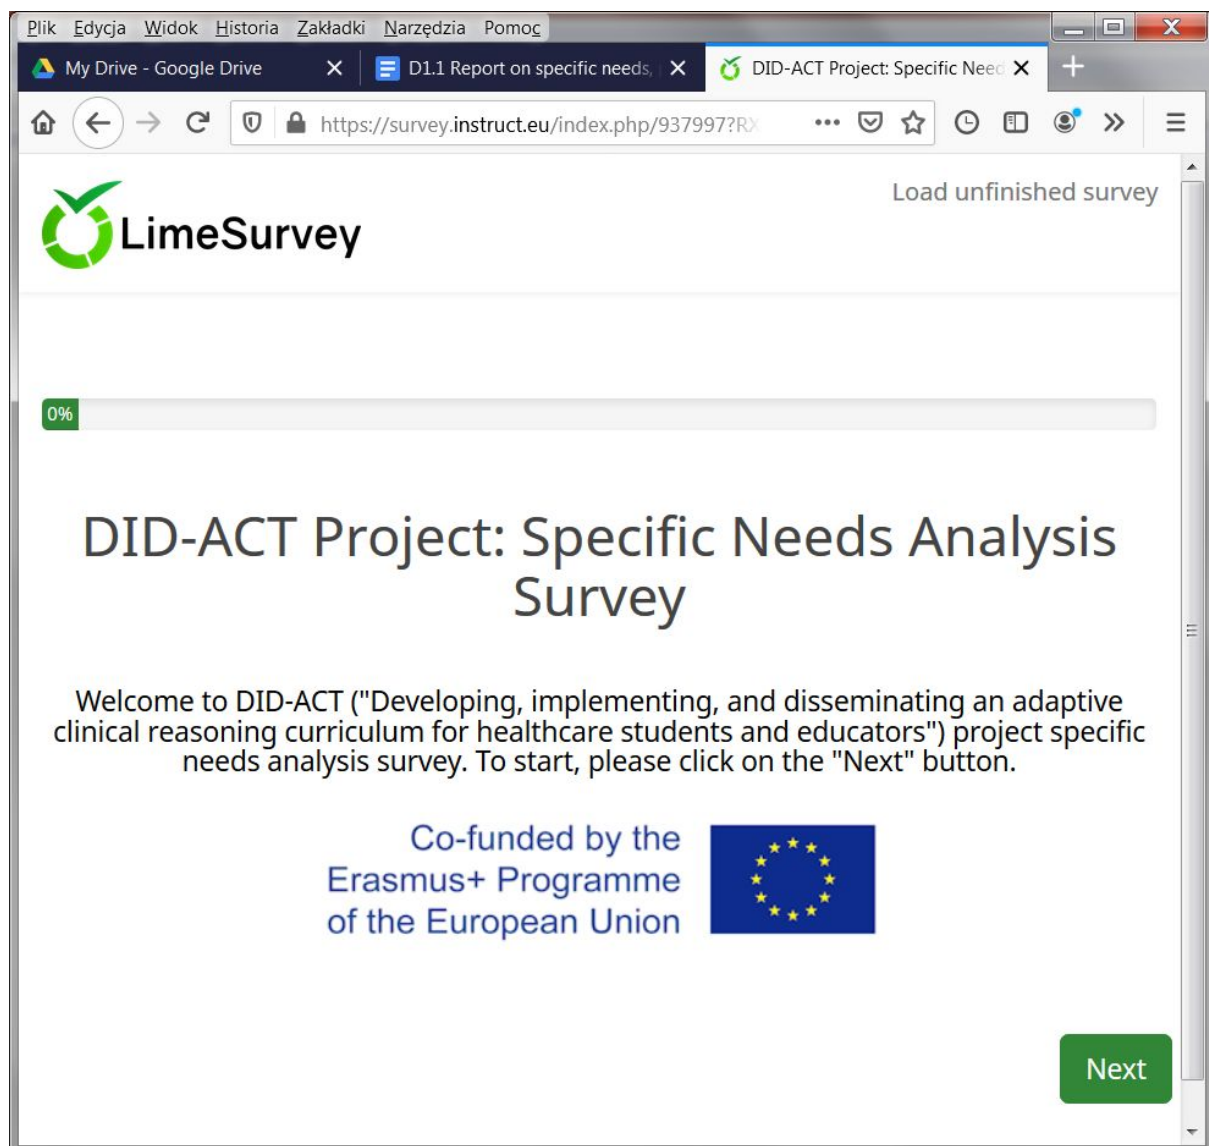 Plik Edycja Widok Historia Zakładki Narzędzia Pomoc
My Drive - Google Drive D1.1 Report on specific needs, DID-ACT Project: Specific Need
https://survey.instruct.eu/index.php/937997?RX
LimeSurvey
Load unfinished survey
0%
DID-ACT Project: Specific Needs Analysis
Survey
Welcome to DID-ACT ("Developing, implementing, and disseminating an adaptive
clinical reasoning curriculum for healthcare students and educators") project specific
needs analysis survey. To start, please click on the "Next" button.
Co-funded by the
Erasmus+ Programme
of the European Union
Next